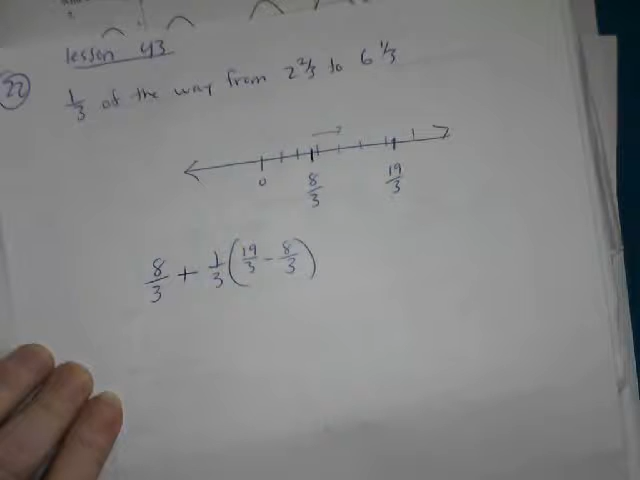 lesson 43
22
1/3 of the way from 2 2/3 to 6 1/3
0 8/3 19/3
8/3 + 1/3 (19/3 - 8/3)